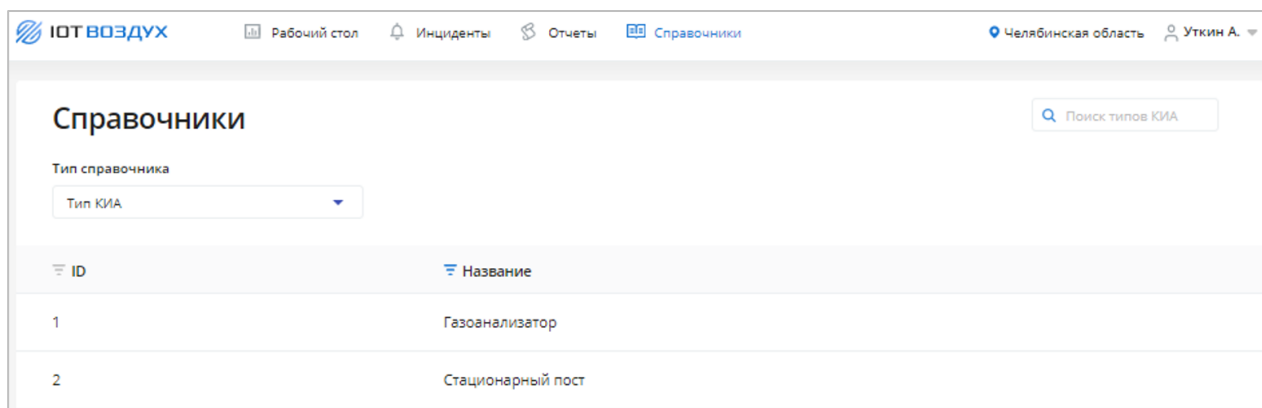 IOT ВОЗДУХ Рабочий стол Инциденты Отчеты Справочники Челябинская область Уткин А.
Справочники
Поиск типов КИА
Тип справочника
Тип КИА
ID Название
1 Газоанализатор
2 Стационарный пост